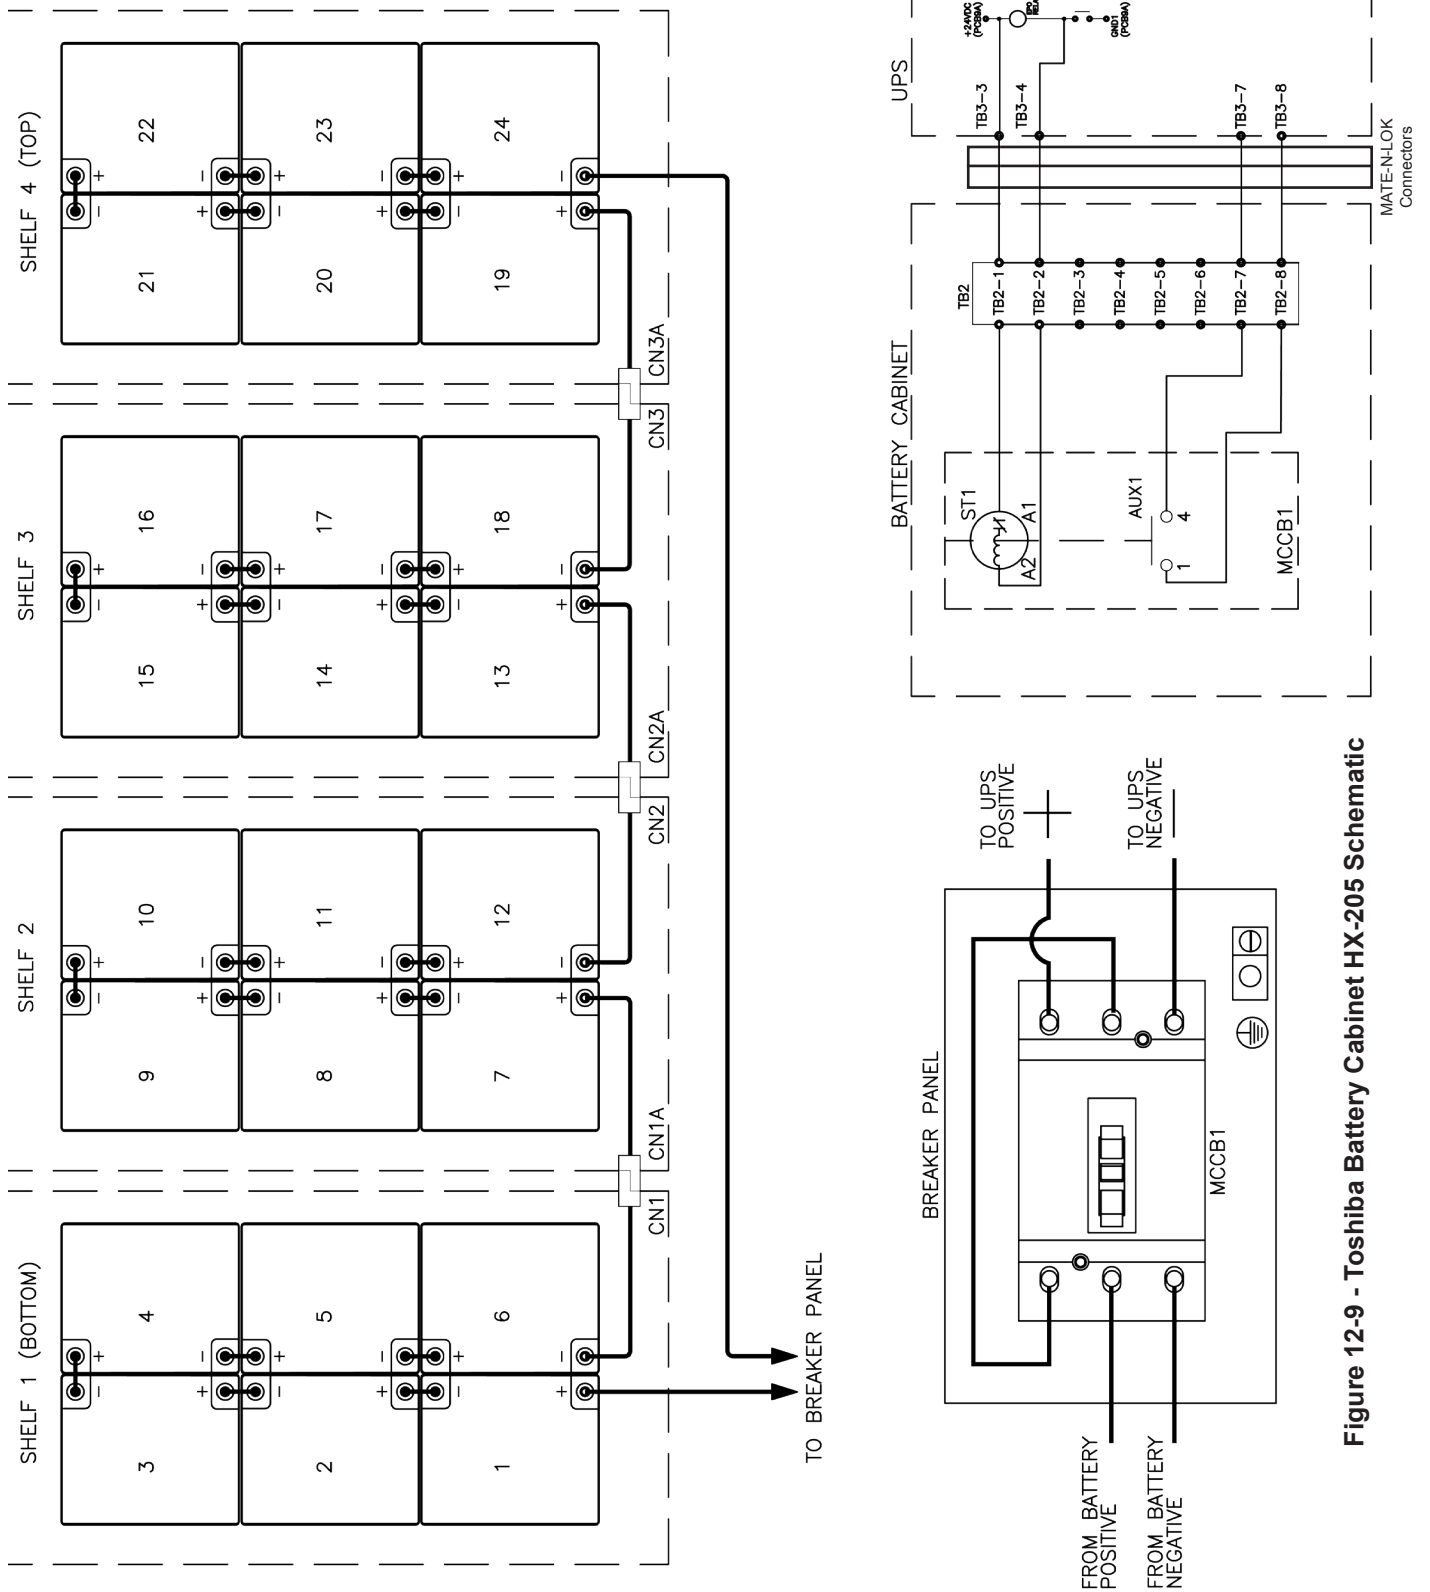 SHELF 1 (BOTTOM)
3
4
2
5
1
6
CN1
SHELF 2
9
10
8
11
7
12
CN1A
CN2
SHELF 3
15
16
14
17
13
18
CN2A
CN3
SHELF 4 (TOP)
21
22
20
23
19
24
CN3A
+
-
TO BREAKER PANEL
BREAKER PANEL
FROM BATTERY
POSITIVE
FROM BATTERY
NEGATIVE
MCCB1
TO UPS
POSITIVE
TO UPS
NEGATIVE
BATTERY CABINET
ST1
A2
A1
AUX1
1
4
MCCB1
TB2
TB2-1
TB2-2
TB2-3
TB2-4
TB2-5
TB2-6
TB2-7
TB2-8
UPS
TB3-3
TB3-4
TB3-7
TB3-8
+24VDC
(PCB9A)
EPO
GND1
(PCB9A)
MATE-N-LOK
Connectors
Figure 12-9 - Toshiba Battery Cabinet HX-205 Schematic